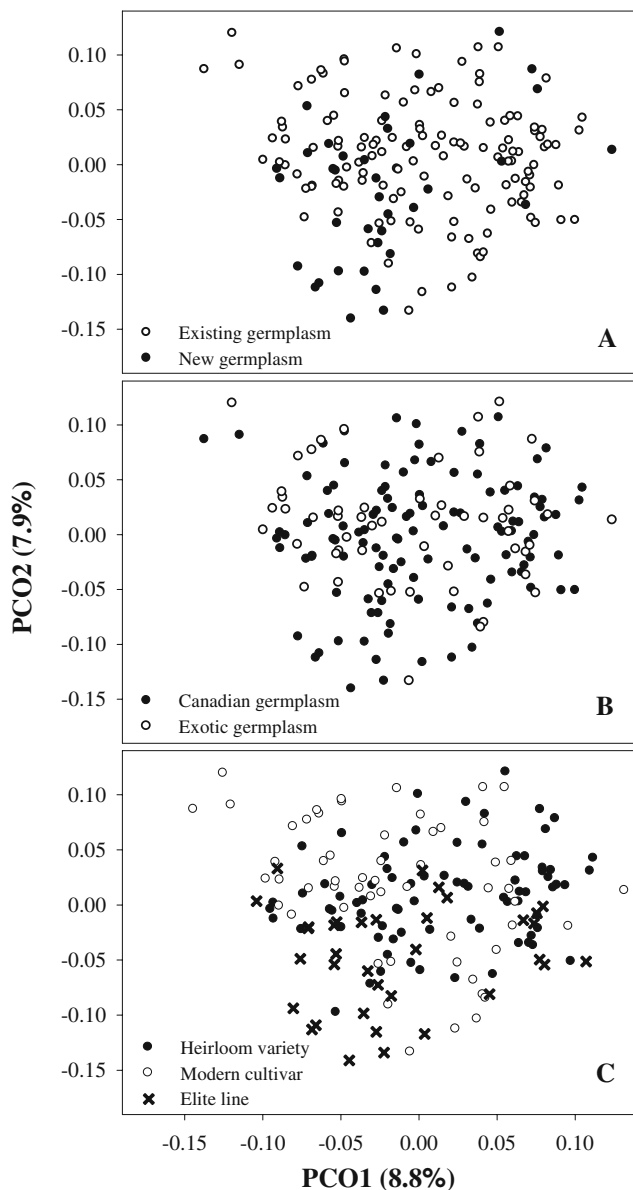 0.10
0.05
0.00
-0.05
-0.10
-0.15
Existing germplasm
New germplasm
A
0.10
0.05
0.00
-0.05
-0.10
-0.15
Canadian germplasm
Exotic germplasm
B
PCO2 (7.9%)
0.10
0.05
0.00
-0.05
-0.10
-0.15
Heirloom variety
Modern cultivar
Elite line
C
-0.15 -0.10 -0.05 0.00 0.05 0.10
PCO1 (8.8%)